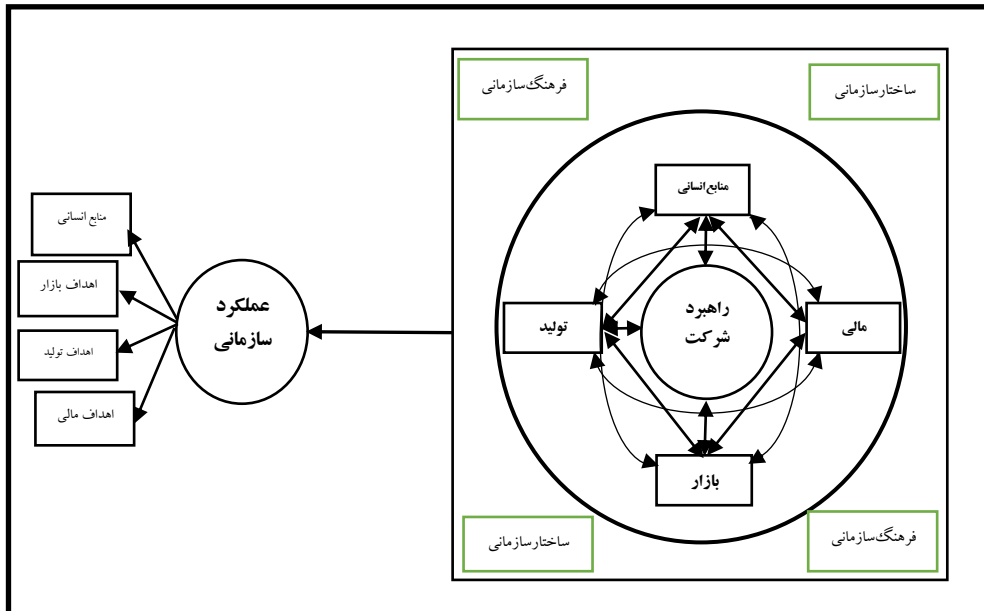 ساختارسازمانی
فرهنگ‌سازمانی
منابع‌انسانی
مالی
راهبرد
شرکت
تولید
بازار
فرهنگ‌سازمانی
ساختارسازمانی
عملکرد
سازمانی
منابع انسانی
اهداف بازار
اهداف تولید
اهداف مالی